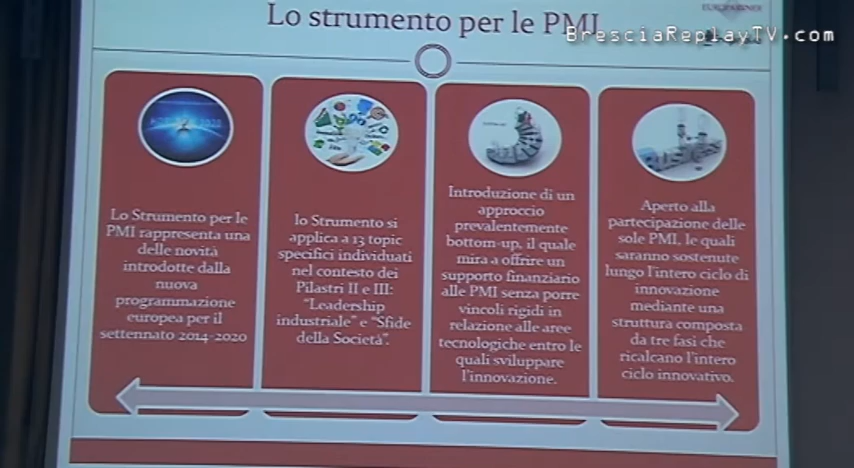 Lo strumento per le PMI
BresciaReplayTV.com
Lo Strumento per le
PMI rappresenta una
delle novità
introdotte dalla
nuova
programmazione
europea per il
settennato 2014-2020
lo Strumento si
applica a 13 topic
specifici individuati
nel contesto dei
Pilastri II e III:
"Leadership
industriale" e "Sfide
della Società".
Introduzione di un
approccio
prevalentemente
bottom-up, il quale
mira a offrire un
supporto finanziario
alle PMI senza porre
vincoli rigidi in
relazione alle aree
tecnologiche entro le
quali sviluppare
l'innovazione.
Aperto alla
partecipazione delle
sole PMI, le quali
saranno sostenute
lungo l'intero ciclo di
innovazione
mediante una
struttura composta
da tre fasi che
ricalcano l'intero
ciclo innovativo.